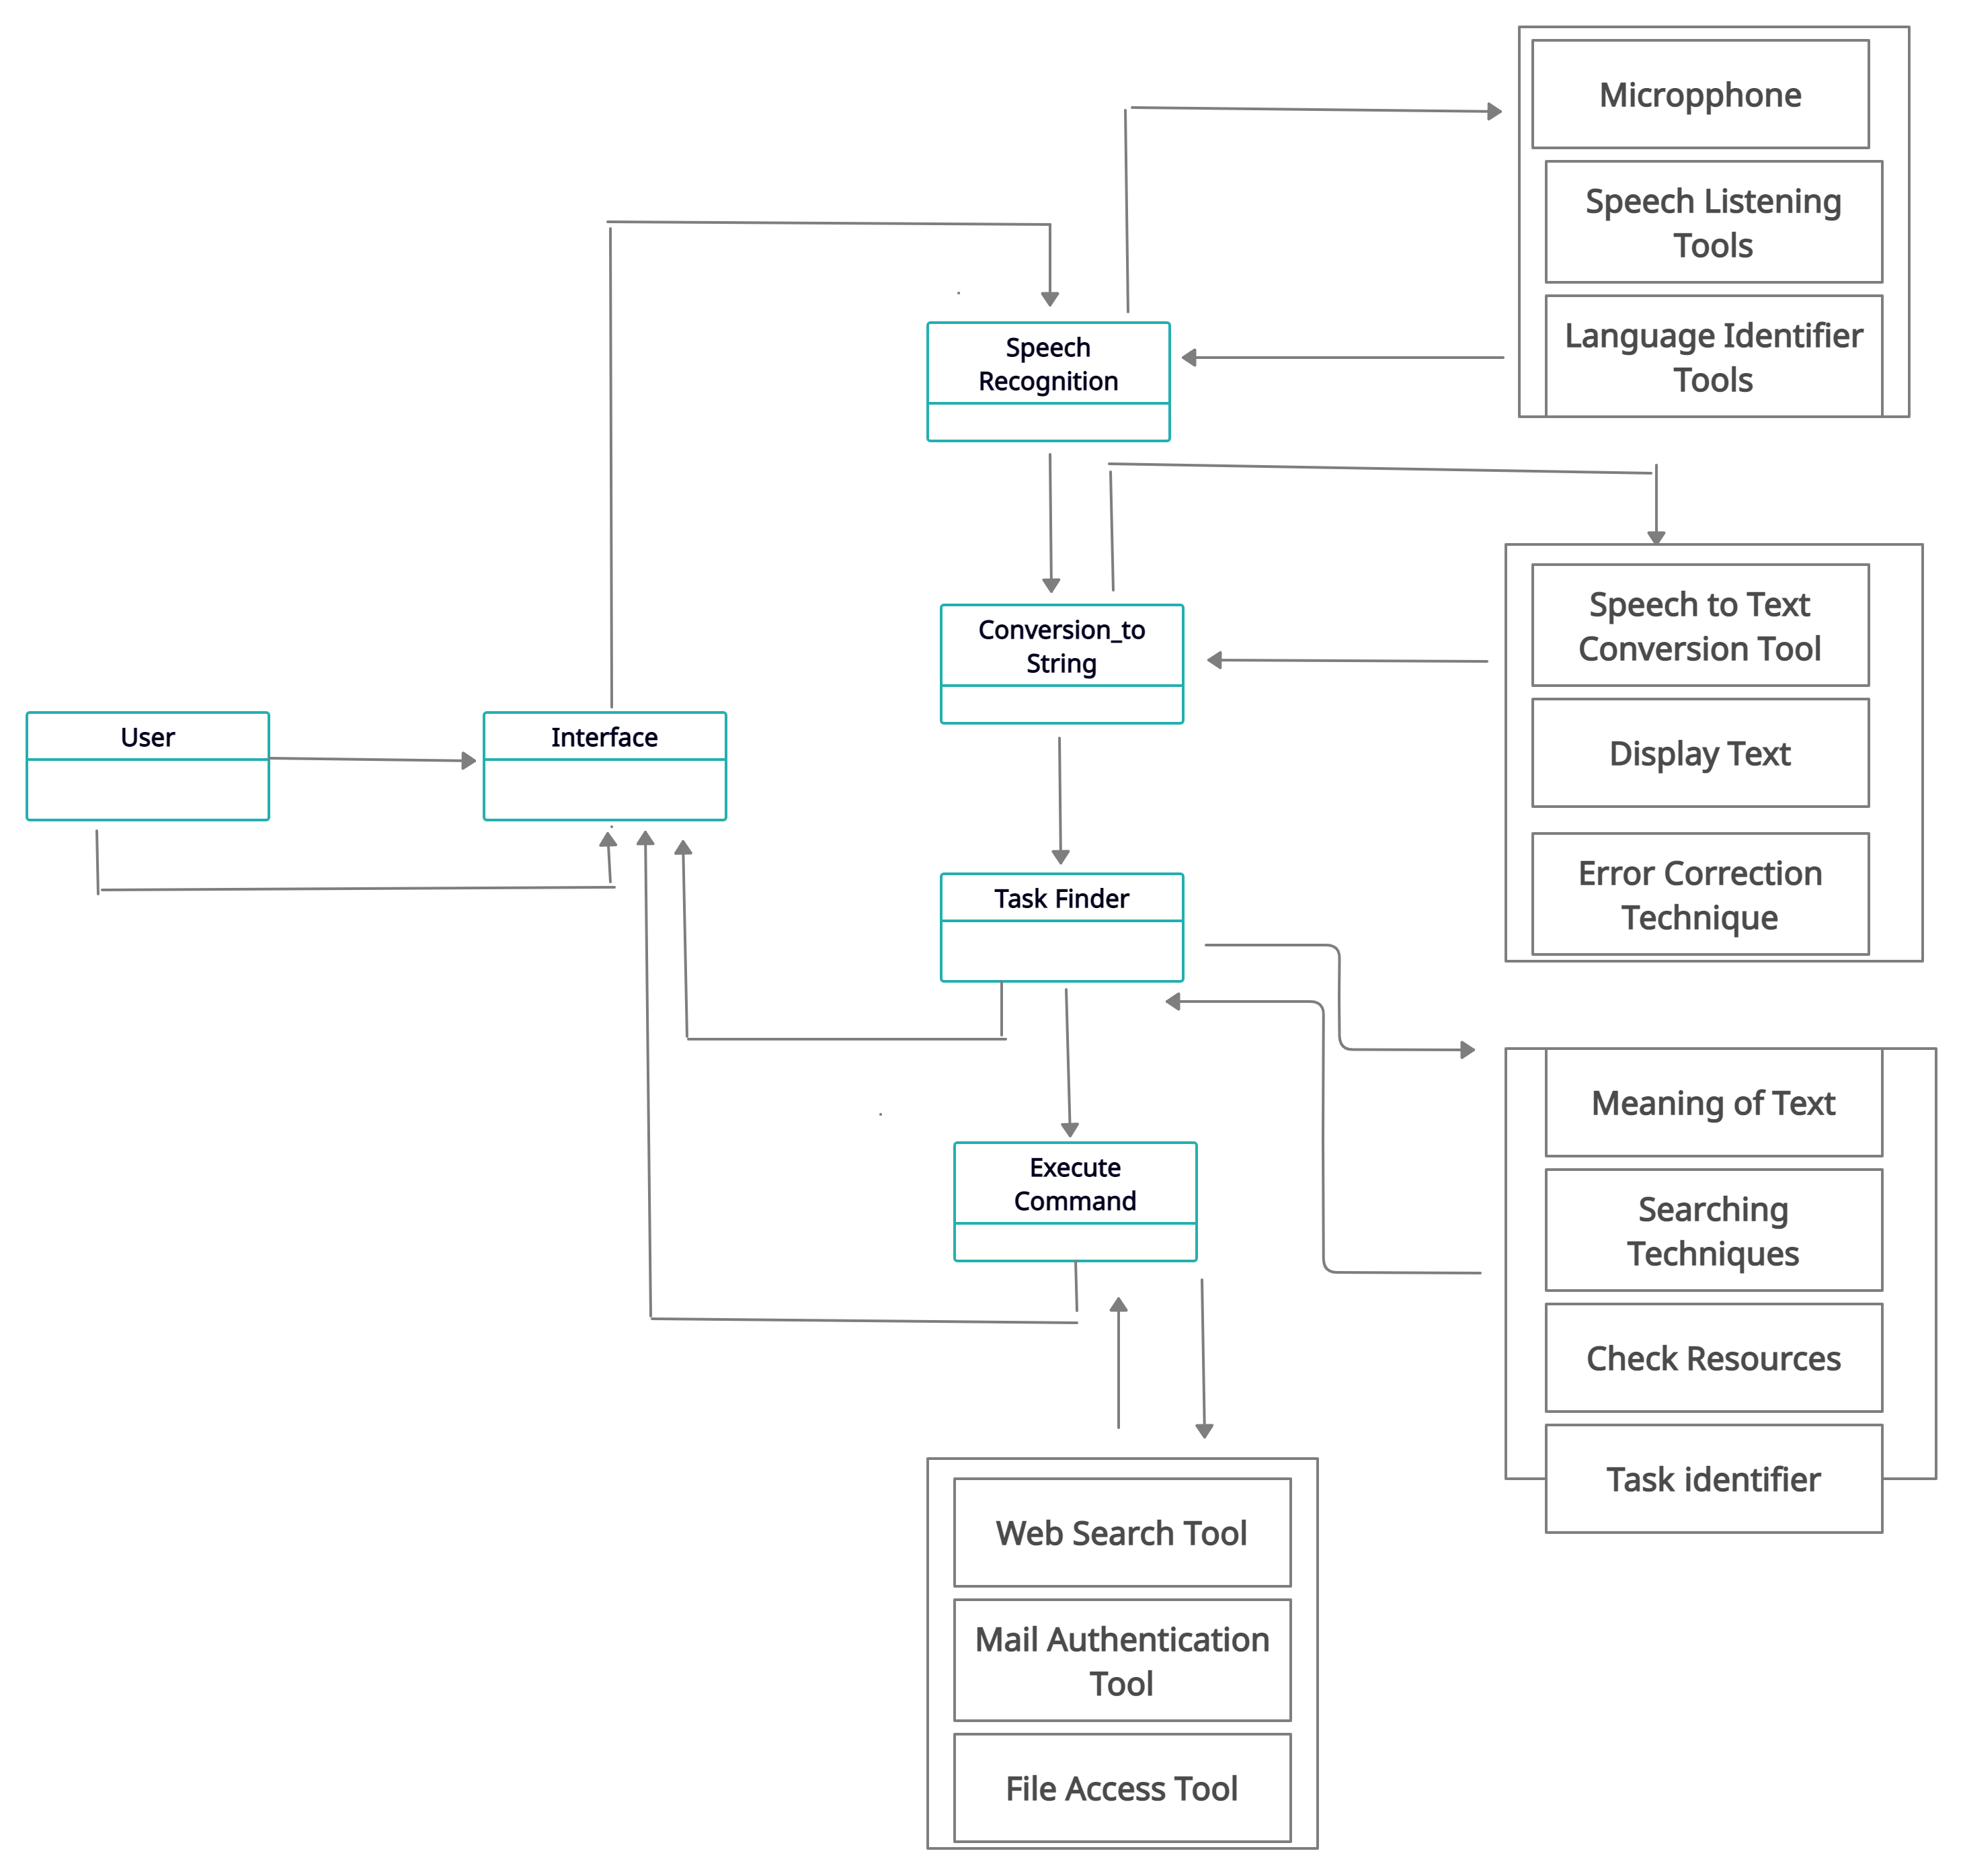 Micropphone
Speech Listening
Tools
Language Identifier
Tools
Speech
Recognition
Conversion_to
String
Speech to Text
Conversion Tool
Display Text
Error Correction
Technique
User
Interface
Task Finder
Execute
Command
Meaning of Text
Searching
Techniques
Check Resources
Task identifier
Web Search Tool
Mail Authentication
Tool
File Access Tool